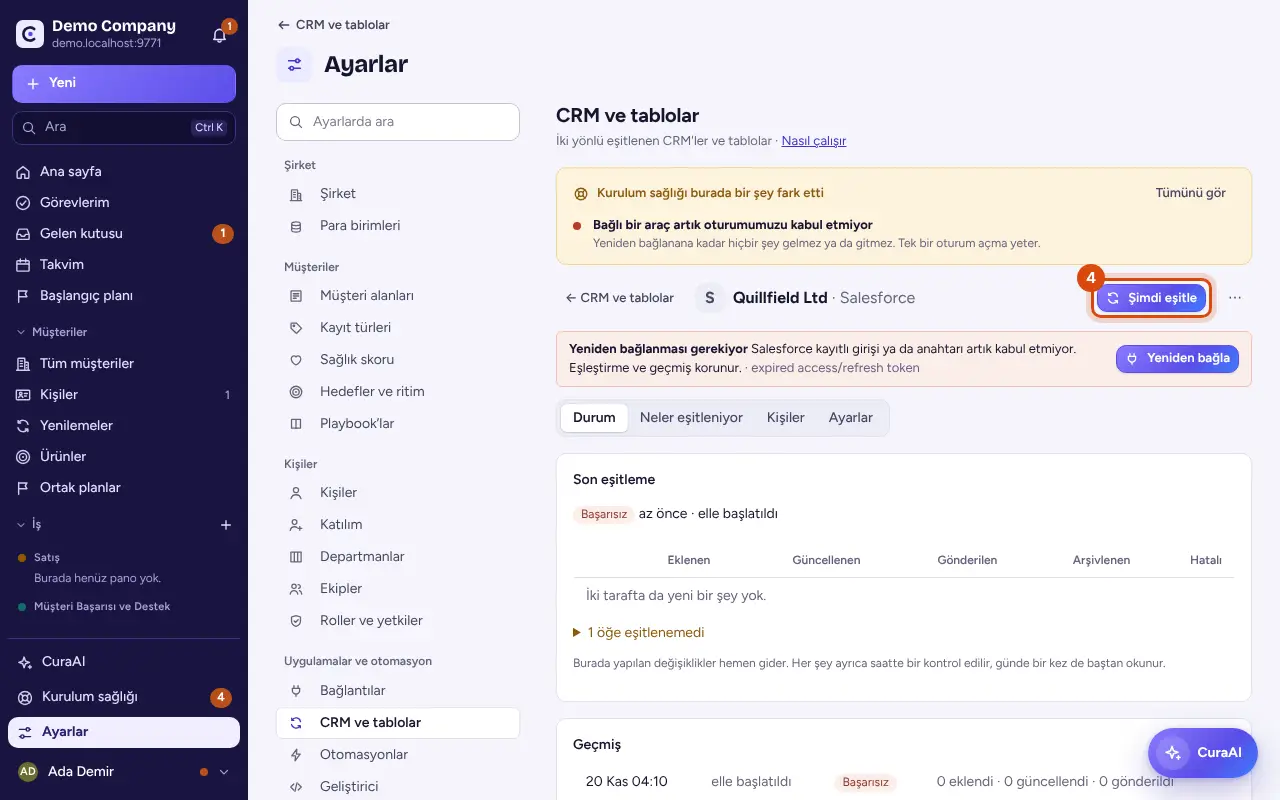 Demo Company
demo.localhost:9771
1
Yeni
Ara
Ctrl K
Ana sayfa
Görevlerim
Gelen kutusu
1
Takvim
Başlangıç planı
Müşteriler
Tüm müşteriler
Kişiler
1
Yenilemeler
Ürünler
Ortak planlar
İş
Satış
Burada henüz pano yok.
Müşteri Başarısı ve Destek
CuraAI
Kurulum sağlığı
4
Ayarlar
AD
Ada Demir
← CRM ve tablolar
Ayarlar
Ayarlarda ara
Şirket
Şirket
Para birimleri
Müşteriler
Müşteri alanları
Kayıt türleri
Sağlık skoru
Hedefler ve ritim
Playbook'lar
Kişiler
Kişiler
Katılım
Departmanlar
Ekipler
Roller ve yetkiler
Uygulamalar ve otomasyon
Bağlantılar
CRM ve tablolar
Otomasyonlar
Geliştirici
CRM ve tablolar
İki yönlü eşitlenen CRM'ler ve tablolar · Nasıl çalışır
Kurulum sağlığı burada bir şey fark etti
Tümünü gör
Bağlı bir araç artık oturumumuzu kabul etmiyor
Yeniden bağlanana kadar hiçbir şey gelmez ya da gitmez. Tek bir oturum açma yeter.
← CRM ve tablolar
S
Quillfield Ltd · Salesforce
4
Şimdi eşitle
Yeniden bağlanması gerekiyor Salesforce kayıtlı girişi ya da anahtarı artık kabul etmiyor.
Eşleştirme ve geçmiş korunur. · expired access/refresh token
Yeniden bağla
Durum
Neler eşitleniyor
Kişiler
Ayarlar
Son eşitleme
Başarısız az önce · elle başlatıldı
Eklenen Güncellenen Gönderilen Arşivlenen Hatalı
İki tarafta da yeni bir şey yok.
1 öğe eşitlenemedi
Burada yapılan değişiklikler hemen gider. Her şey ayrıca saatte bir kontrol edilir, günde bir kez de baştan okunur.
Geçmiş
20 Kas 04:10 elle başlatıldı Başarısız 0 eklendi · 0 güncellendi · 0 gönderildi
CuraAI